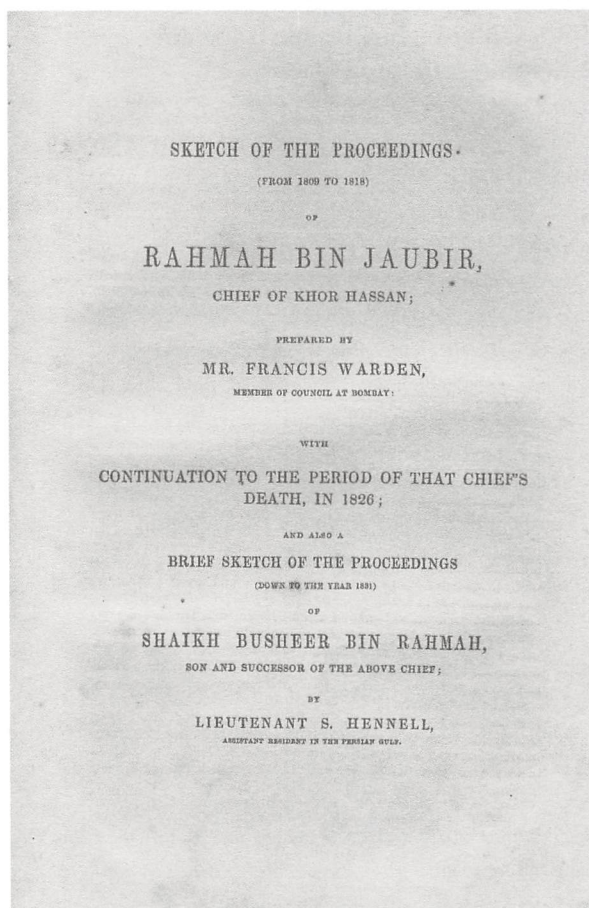 SKETCH OF THE PROCEEDINGS
(FROM 1809 TO 1818)
OF
RAHMAH BIN JAUBIR,
CHIEF OF KHOR HASSAN;
PREPARED BY
MR. FRANCIS WARDEN,
MEMBER OF COUNCIL AT BOMBAY:
WITH
CONTINUATION TO THE PERIOD OF THAT CHIEF'S
DEATH, IN 1826;
AND ALSO A
BRIEF SKETCH OF THE PROCEEDINGS
(DOWN TO THE YEAR 1831)
OF
SHAIKH BUSHEER BIN RAHMAH,
SON AND SUCCESSOR OF THE ABOVE CHIEF;
BY
LIEUTENANT S. HENNELL,
ASSISTANT RESIDENT IN THE PERSIAN GULF.